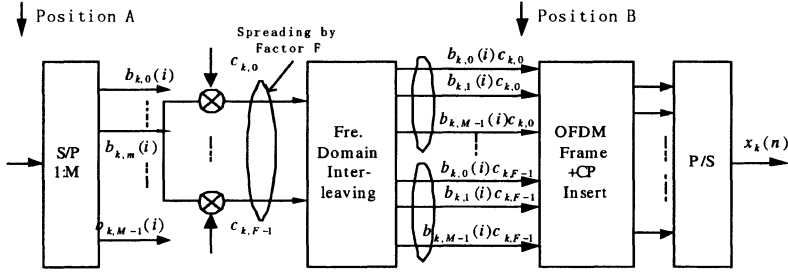 Position A
Position B
Spreading by
Factor F
S/P
1:M
b_{k,0}(i)
b_{k,m}(i)
b_{k,M-1}(i)
c_{k,0}
c_{k,F-1}
Fre.
Domain
Inter-
leaving
b_{k,0}(i)c_{k,0}
b_{k,1}(i)c_{k,0}
b_{k,M-1}(i)c_{k,0}
b_{k,0}(i)c_{k,F-1}
b_{k,1}(i)c_{k,F-1}
b_{k,M-1}(i)c_{k,F-1}
OFDM
Frame
+CP
Insert
P/S
x_k(n)